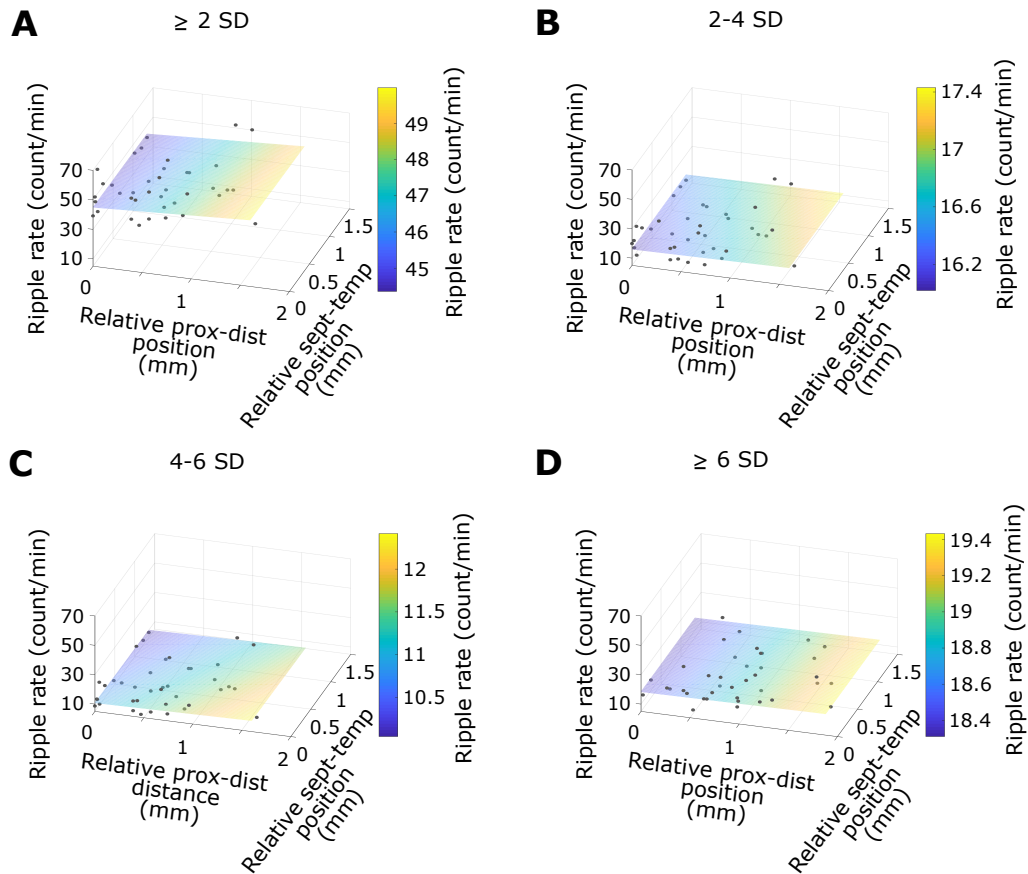 A
≥ 2 SD
Ripple rate (count/min)
70
50
30
10
0
1
2
Relative prox-dist
position
(mm)
0
0.5
1
1.5
Relative sept-temp
position
(mm)
49
48
47
46
45
Ripple rate (count/min)
B
2-4 SD
Ripple rate (count/min)
70
50
30
10
0
1
2
Relative prox-dist
position
(mm)
0
0.5
1
1.5
Relative sept-temp
position
(mm)
17.4
17
16.6
16.2
Ripple rate (count/min)
C
4-6 SD
Ripple rate (count/min)
70
50
30
10
0
1
2
Relative prox-dist
distance
(mm)
0
0.5
1
1.5
Relative sept-temp
position
(mm)
12
11.5
11
10.5
Ripple rate (count/min)
D
≥ 6 SD
Ripple rate (count/min)
70
50
30
10
0
1
2
Relative prox-dist
position
(mm)
0
0.5
1
1.5
Relative sept-temp
position
(mm)
19.4
19.2
19
18.8
18.6
18.4
Ripple rate (count/min)